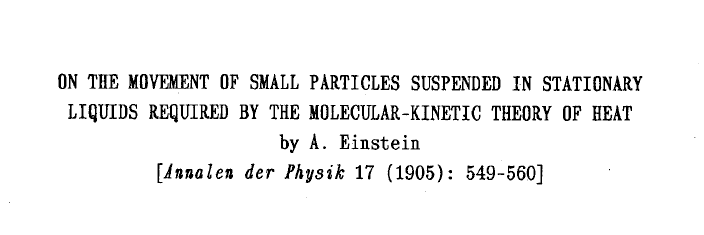 ON THE MOVEMENT OF SMALL PARTICLES SUSPENDED IN STATIONARY
LIQUIDS REQUIRED BY THE MOLECULAR-KINETIC THEORY OF HEAT
by A. Einstein
[Annalen der Physik 17 (1905): 549-560]